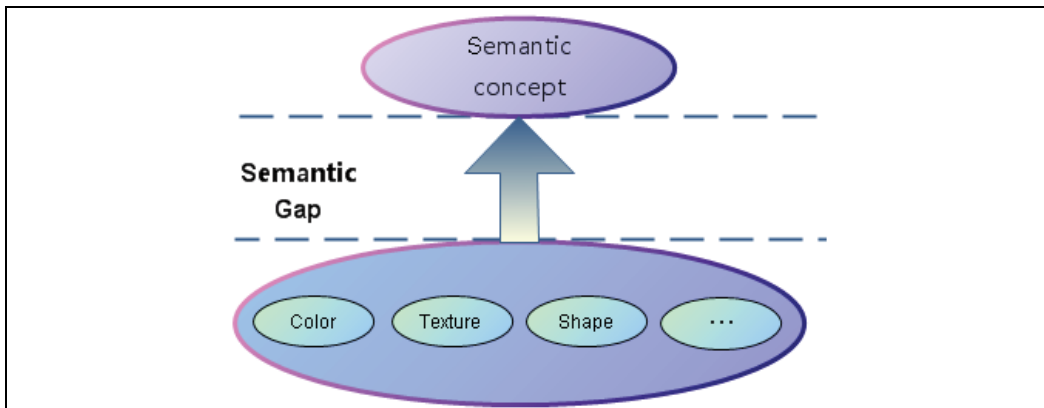 Semantic
concept
Semantic
Gap
Color Texture Shape ...